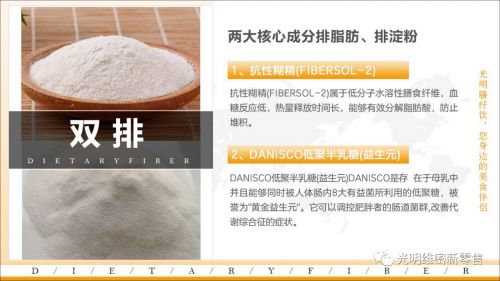 两大核心成分排脂肪、排淀粉
1、抗性糊精(FIBERSOL-2)
抗性糊精(FIBERSOL-2)属于低分子水溶性膳食纤维，血
糖反应低，热量释放时间长，能够有效分解脂肪酸，防止
堆积。
双排
DIETARYFIBER
2、DANISCO低聚半乳糖(益生元)
DANISCO低聚半乳糖(益生元)DANISCO是存 在于母乳中
并且能够同时被人体肠内8大有益菌所利用的低聚糖，被
誉为"黄金益生元"。它可以调控肥胖者的肠道菌群,改善代
谢综合征的症状。
光明膳纤饮，您身边的美食伴侣
光明维密新零售
D/I/E/T/A/R/Y/F/I/B/E/R